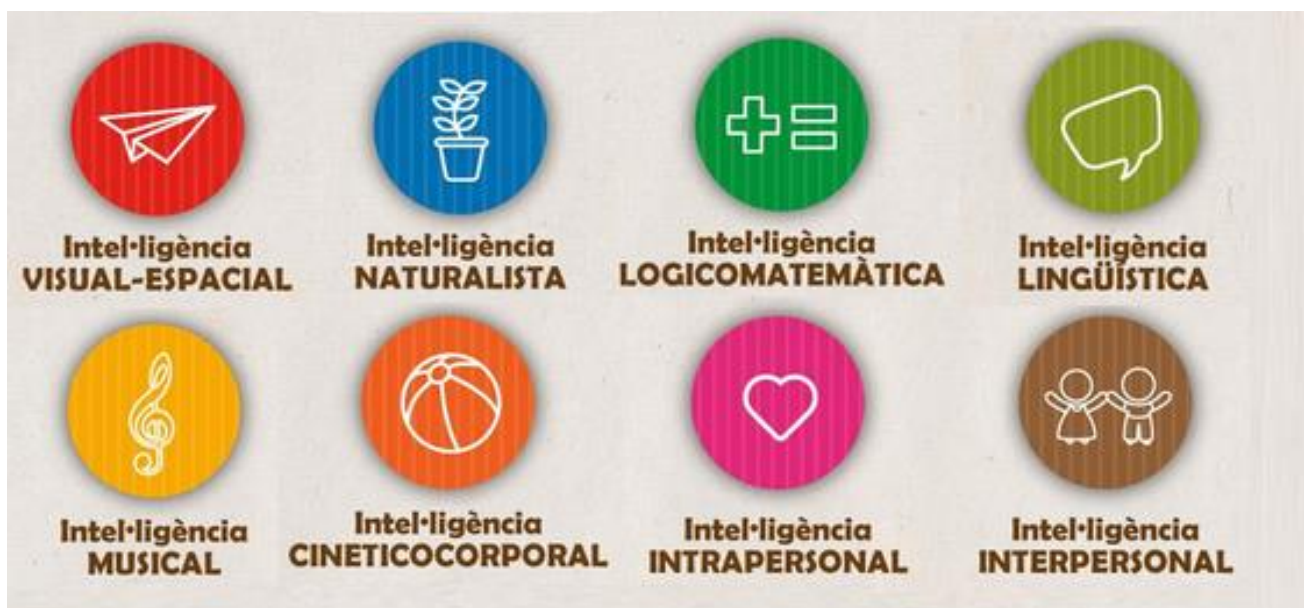 Intel·ligència
VISUAL-ESPACIAL
Intel·ligència
NATURALISTA
Intel·ligència
LOGICOMATEMÀTICA
Intel·ligència
LINGÜÍSTICA
Intel·ligència
MUSICAL
Intel·ligència
CINETICOCORPORAL
Intel·ligència
INTRAPERSONAL
Intel·ligència
INTERPERSONAL